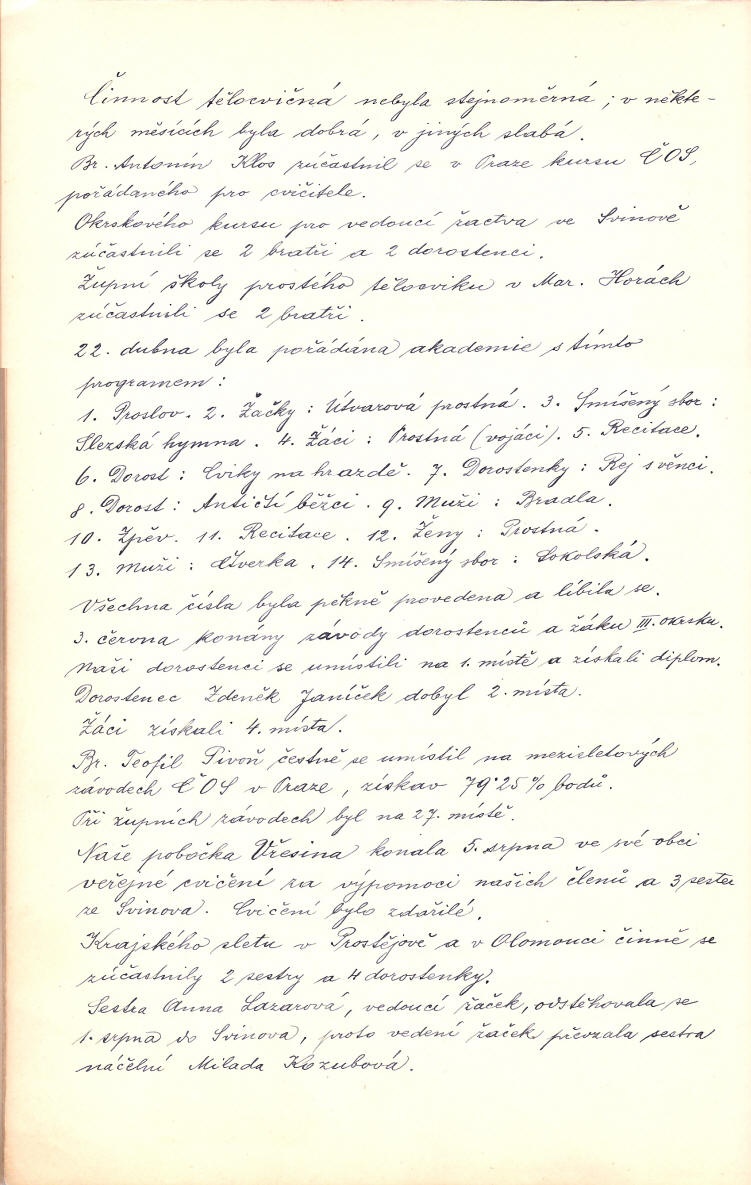 Činnost tělocvičná nebyla stejnoměrná; v někte-
rých měsících byla dobrá, v jiných slabá.
Br. Antonín Klos zúčastnil se v Praze kursu ČOS,
pořádaného pro cvičitele.
Okrskového kursu pro vedoucí žactva ve Svinově
zúčastnili se 2 bratři a 2 dorostenci.
Župní školy prostého tělocviku v Mar. Horách
zúčastnili se 2 bratři.
22. dubna byla pořádána akademie s tímto
programem:
1. Proslov. 2. Žačky: Útvarová prostná. 3. Smíšený sbor:
Slezská hymna. 4. Žáci: Prostná (vojáci). 5. Recitace.
6. Dorost: Cviky na hrazdě. 7. Dorostenky: Rej s věnci.
8. Dorost: Antičtí běžci. 9. Muži: Bradla.
10. Zpěv. 11. Recitace. 12. Ženy: Prostná.
13. Muži: Čtverka. 14. Smíšený sbor: Sokolská.
Všechna čísla byla pěkně provedena a líbila se.
3. června konány závody dorostenců a žáku III. okrsku.
Naši dorostenci se umístili na 1. místě a získali diplom.
Dorostenec Zdeněk Janíček dobyl 2. místa.
Žáci získali 4. místa.
Br. Teofil Pivoň čestně se umístil na meziletových
závodech ČOS v Praze, získav 79·25% bodů.
Při župních závodech byl na 27. místě.
Naše pobočka Vřesina konala 5. srpna ve své obci
veřejné cvičení za výpomoci našich členů a 3 sester
ze Svinova. Cvičení bylo zdařilé.
Krajského sletu v Prostějově a v Olomouci činně se
zúčastnily 2 sestry a 4 dorostenky.
Sestra Anna Lazarová, vedoucí žaček, odstěhovala se
1. srpna do Svinova, proto vedení žaček převzala sestra
náčelní Milada Kozubová.